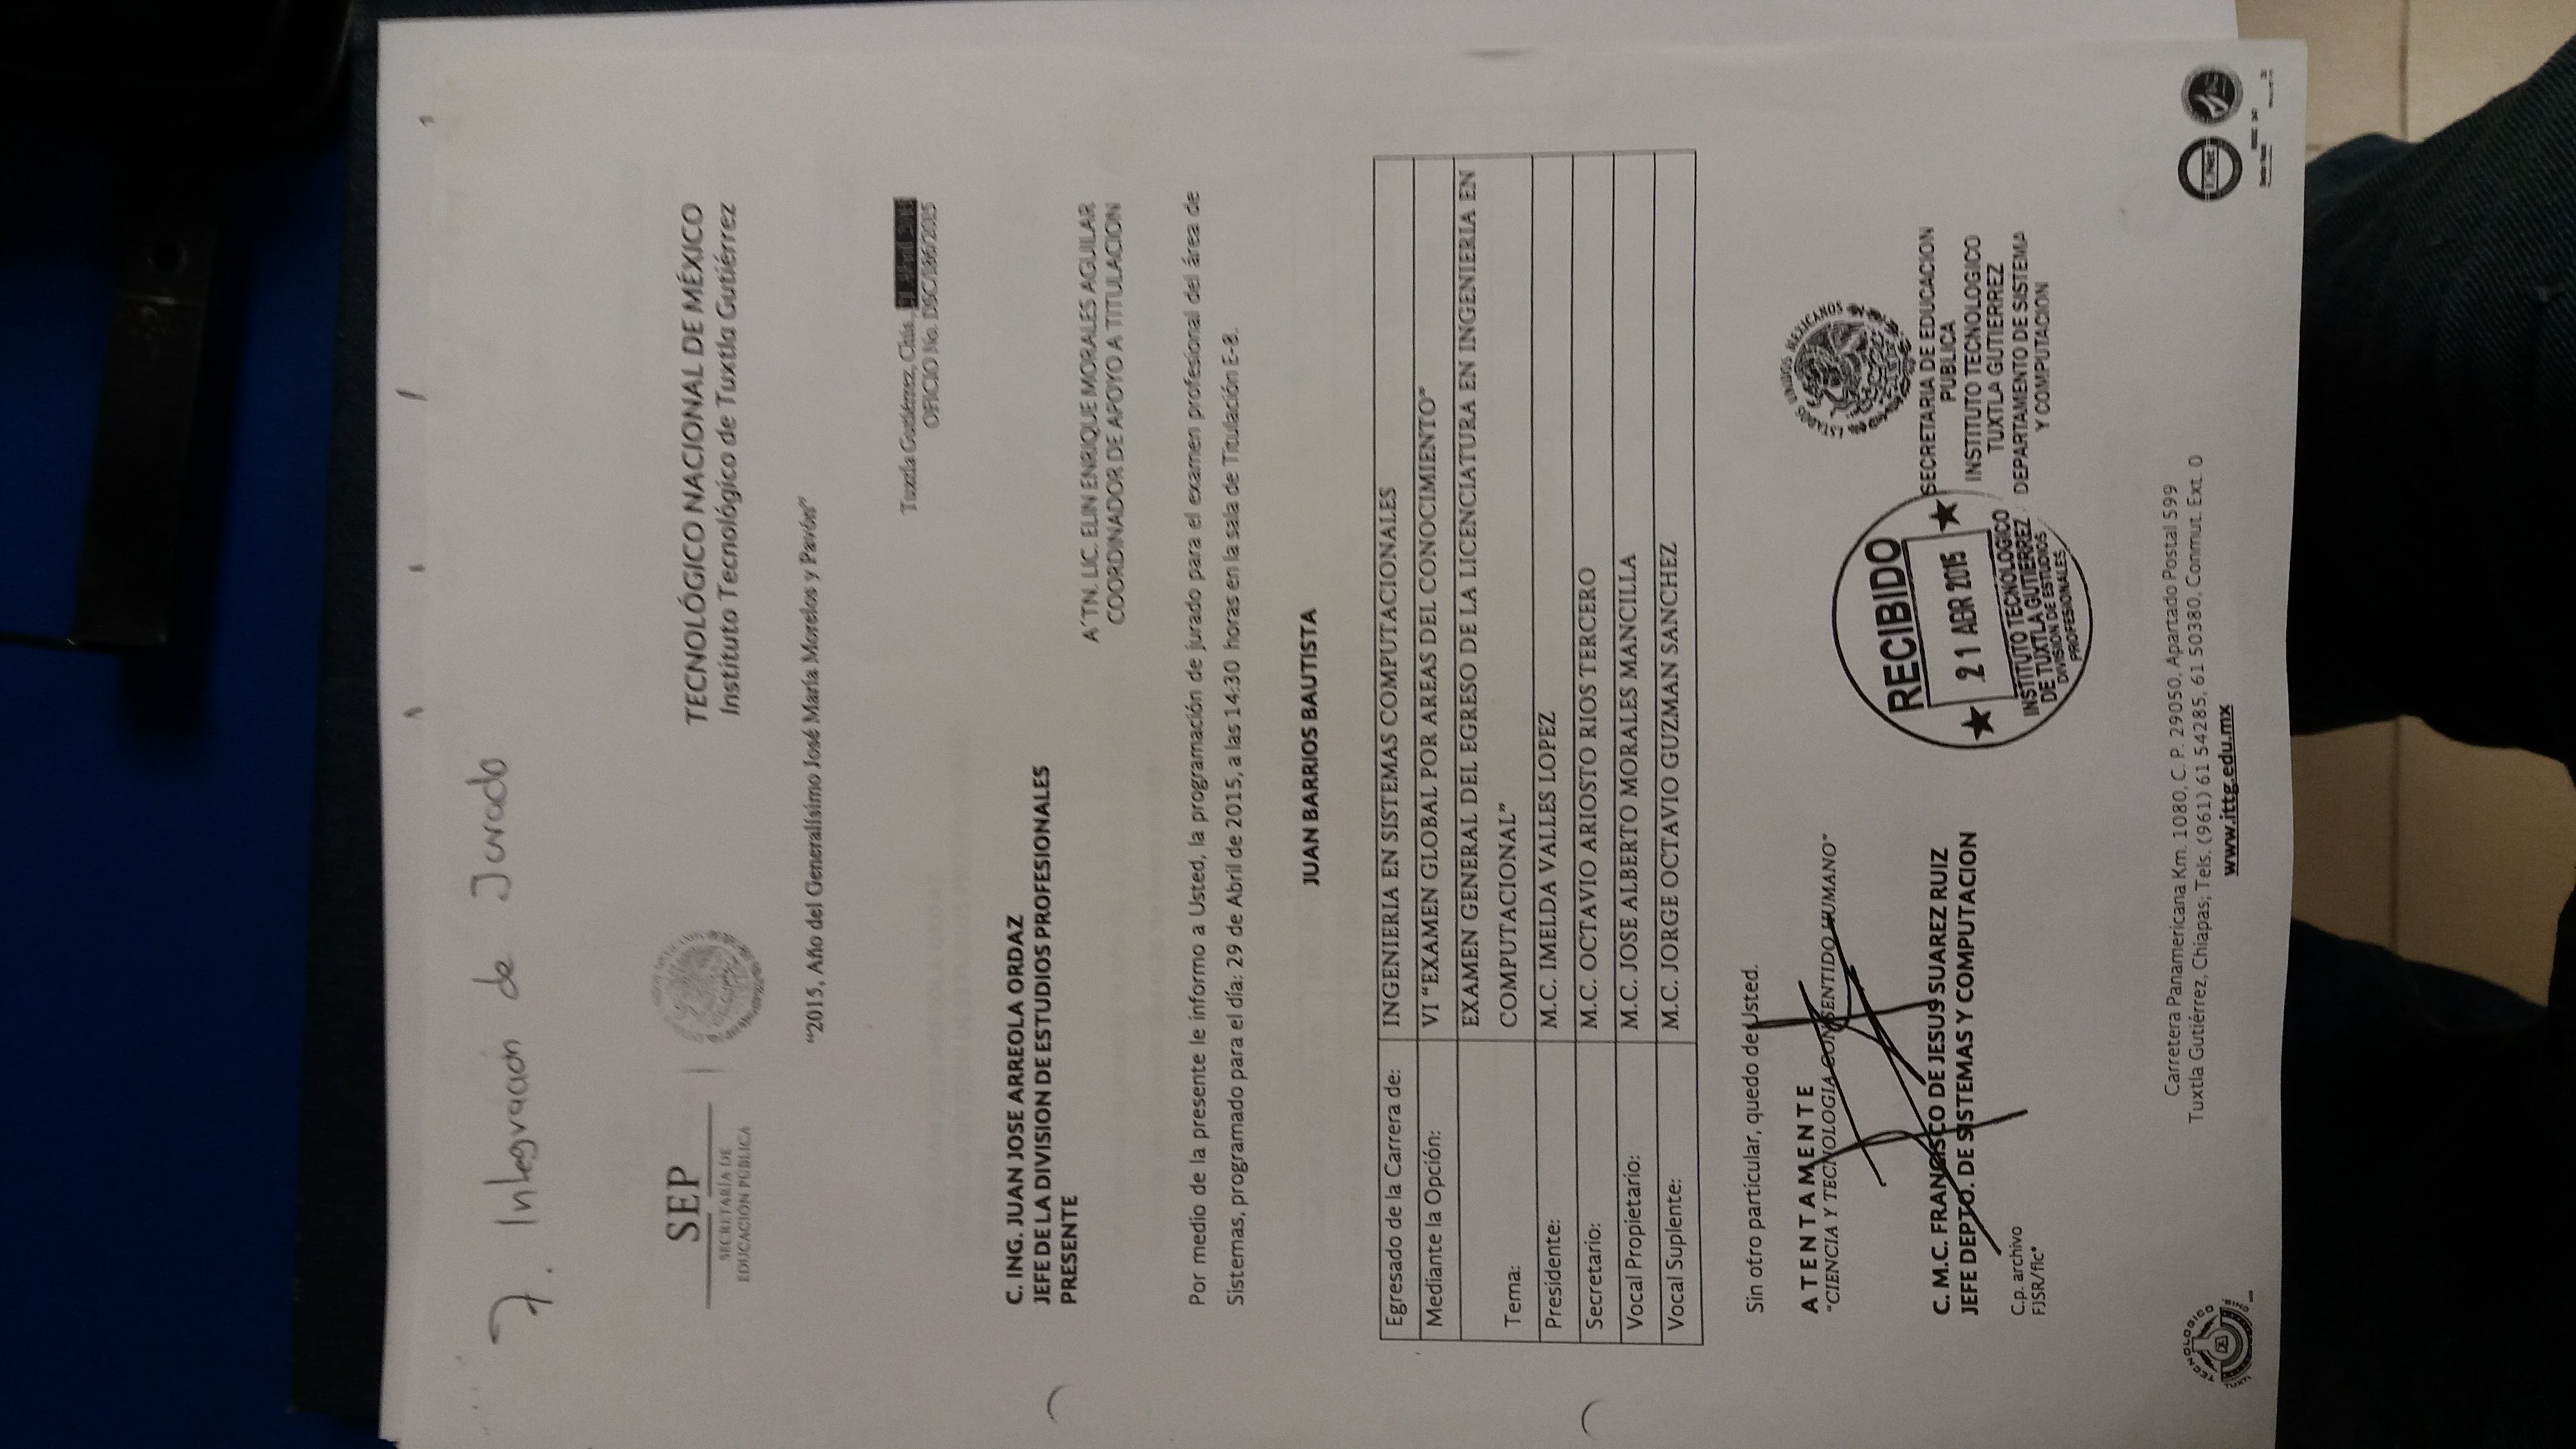 7. Integración de Jurado
SEP
SECRETARÍA DE
EDUCACIÓN PÚBLICA
TECNOLÓGICO NACIONAL DE MÉXICO
Instituto Tecnológico de Tuxtla Gutiérrez
“2015, Año del Generalísimo José María Morelos y Pavón”
Tuxtla Gutiérrez, Chis., 21 Abril 2015
OFICIO No. DSC/186/2015
C. ING. JUAN JOSE ARREOLA ORDAZ
JEFE DE LA DIVISION DE ESTUDIOS PROFESIONALES
PRESENTE
A´TN. LIC. ELIN ENRIQUE MORALES AGUILAR
COORDINADOR DE APOYO A TITULACION
Por medio de la presente le informo a Usted, la programación de jurado para el examen profesional del área de
Sistemas, programado para el día: 29 de Abril de 2015, a las 14:30 horas en la sala de Titulación E-8.
JUAN BARRIOS BAUTISTA
Egresado de la Carrera de: INGENIERIA EN SISTEMAS COMPUTACIONALES
Mediante la Opción: VI “EXAMEN GLOBAL POR AREAS DEL CONOCIMIENTO”
EXAMEN GENERAL DEL EGRESO DE LA LICENCIATURA EN INGENIERIA EN
Tema: COMPUTACIONAL”
Presidente: M.C. IMELDA VALLES LOPEZ
Secretario: M.C. OCTAVIO ARIOSTO RIOS TERCERO
Vocal Propietario: M.C. JOSE ALBERTO MORALES MANCILLA
Vocal Suplente: M.C. JORGE OCTAVIO GUZMAN SANCHEZ
Sin otro particular, quedo de Usted.
ATENTAMENTE
“CIENCIA Y TECNOLOGIA CON SENTIDO HUMANO”
C. M.C. FRANCISCO DE JESUS SUAREZ RUIZ
JEFE DEPTO. DE SISTEMAS Y COMPUTACION
C.p. archivo
FJSR/flc*
RECIBIDO
21 ABR 2015
INSTITUTO TECNOLOGICO
DE TUXTLA GUTIERREZ
DIVISION DE ESTUDIOS
PROFESIONALES
ESTADOS UNIDOS MEXICANOS
SECRETARIA DE EDUCACION
PUBLICA
INSTITUTO TECNOLOGICO
TUXTLA GUTIERREZ
DEPARTAMENTO DE SISTEMA
Y COMPUTACION
Carretera Panamericana Km. 1080, C. P. 29050, Apartado Postal 599
Tuxtla Gutiérrez, Chiapas; Tels. (961) 61 54285, 61 50380, Conmut. Ext. 0
www.ittg.edu.mx
TECNOLOGICO
IQNet